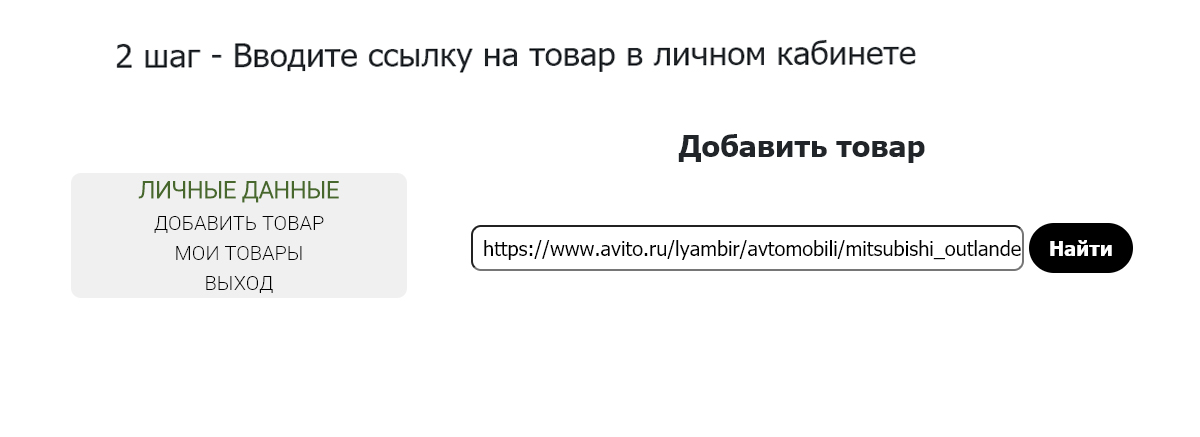 2 шаг - Вводите ссылку на товар в личном кабинете
Добавить товар
ЛИЧНЫЕ ДАННЫЕ
ДОБАВИТЬ ТОВАР
МОИ ТОВАРЫ
ВЫХОД
https://www.avito.ru/lyambir/avtomobili/mitsubishi_outlande
Найти